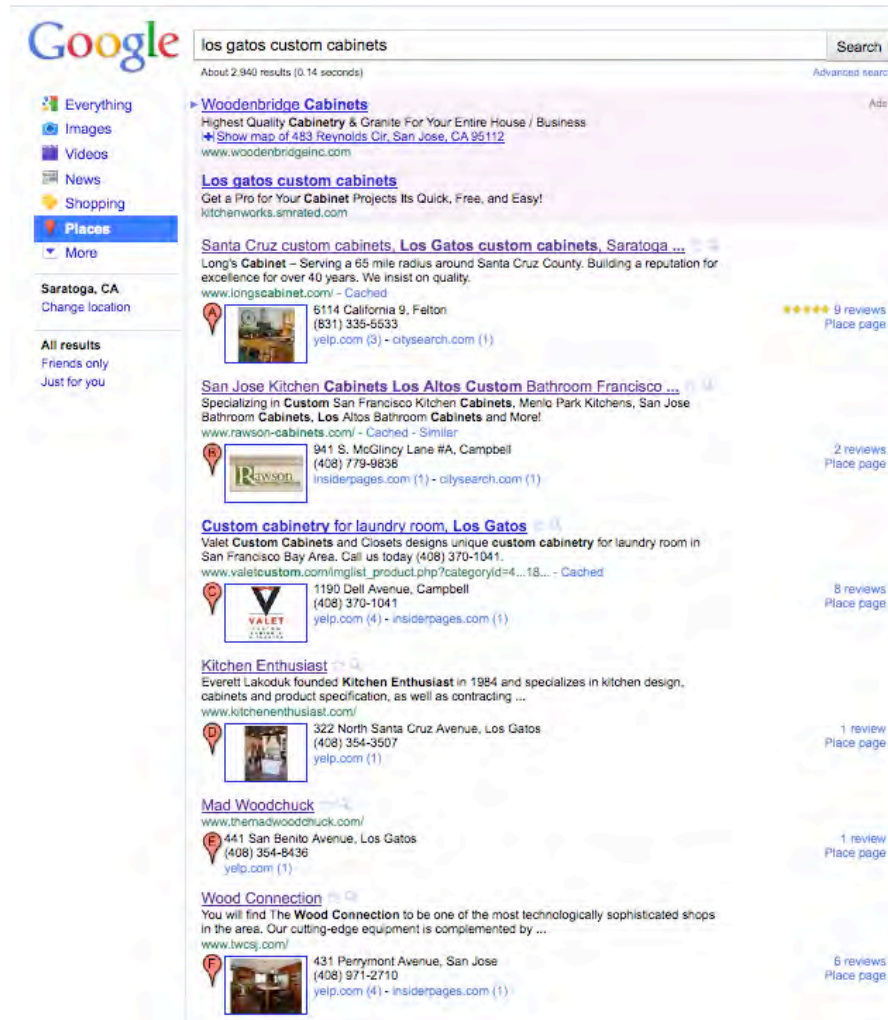 Google
los gatos custom cabinets
Search
About 2,940 results (0.14 seconds)
Advanced searc
Everything
Images
Videos
News
Shopping
Places
More
Saratoga, CA
Change location
All results
Friends only
Just for you
Woodenbridge Cabinets
Ads
Highest Quality Cabinetry & Granite For Your Entire House / Business
Show map of 483 Reynolds Cir, San Jose, CA 95112
www.woodenbridgeinc.com
Los gatos custom cabinets
Get a Pro for Your Cabinet Projects Its Quick, Free, and Easy!
kitchenworks.smrated.com
Santa Cruz custom cabinets, Los Gatos custom cabinets, Saratoga ...
Long's Cabinet – Serving a 65 mile radius around Santa Cruz County. Building a reputation for
excellence for over 40 years. We insist on quality.
www.longscabinet.com/ - Cached
A
6114 California 9, Felton
9 reviews
(831) 335-5533
Place page
yelp.com (3) - citysearch.com (1)
San Jose Kitchen Cabinets Los Altos Custom Bathroom Francisco ...
Specializing in Custom San Francisco Kitchen Cabinets, Menlo Park Kitchens, San Jose
Bathroom Cabinets, Los Altos Bathroom Cabinets and More!
www.rawson-cabinets.com/ - Cached - Similar
B
Rawson
941 S. McGlincy Lane #A, Campbell
2 reviews
(408) 779-9838
Place page
insiderpages.com (1) - citysearch.com (1)
Custom cabinetry for laundry room, Los Gatos
Valet Custom Cabinets and Closets designs unique custom cabinetry for laundry room in
San Francisco Bay Area. Call us today (408) 370-1041.
www.valetcustom.com/imglist_product.php?categoryid=4...18... - Cached
C
VALET
1190 Dell Avenue, Campbell
8 reviews
(408) 370-1041
Place page
yelp.com (4) - insiderpages.com (1)
Kitchen Enthusiast
Everett Lakoduk founded Kitchen Enthusiast in 1984 and specializes in kitchen design,
cabinets and product specification, as well as contracting ...
www.kitchenenthusiast.com/
D
322 North Santa Cruz Avenue, Los Gatos
1 review
(408) 354-3507
Place page
yelp.com (1)
Mad Woodchuck
www.themadwoodchuck.com/
E
441 San Benito Avenue, Los Gatos
1 review
(408) 354-8436
Place page
yelp.com (1)
Wood Connection
You will find The Wood Connection to be one of the most technologically sophisticated shops
in the area. Our cutting-edge equipment is complemented by ...
www.twcsj.com/
F
431 Perrymont Avenue, San Jose
6 reviews
(408) 971-2710
Place page
yelp.com (4) - insiderpages.com (1)